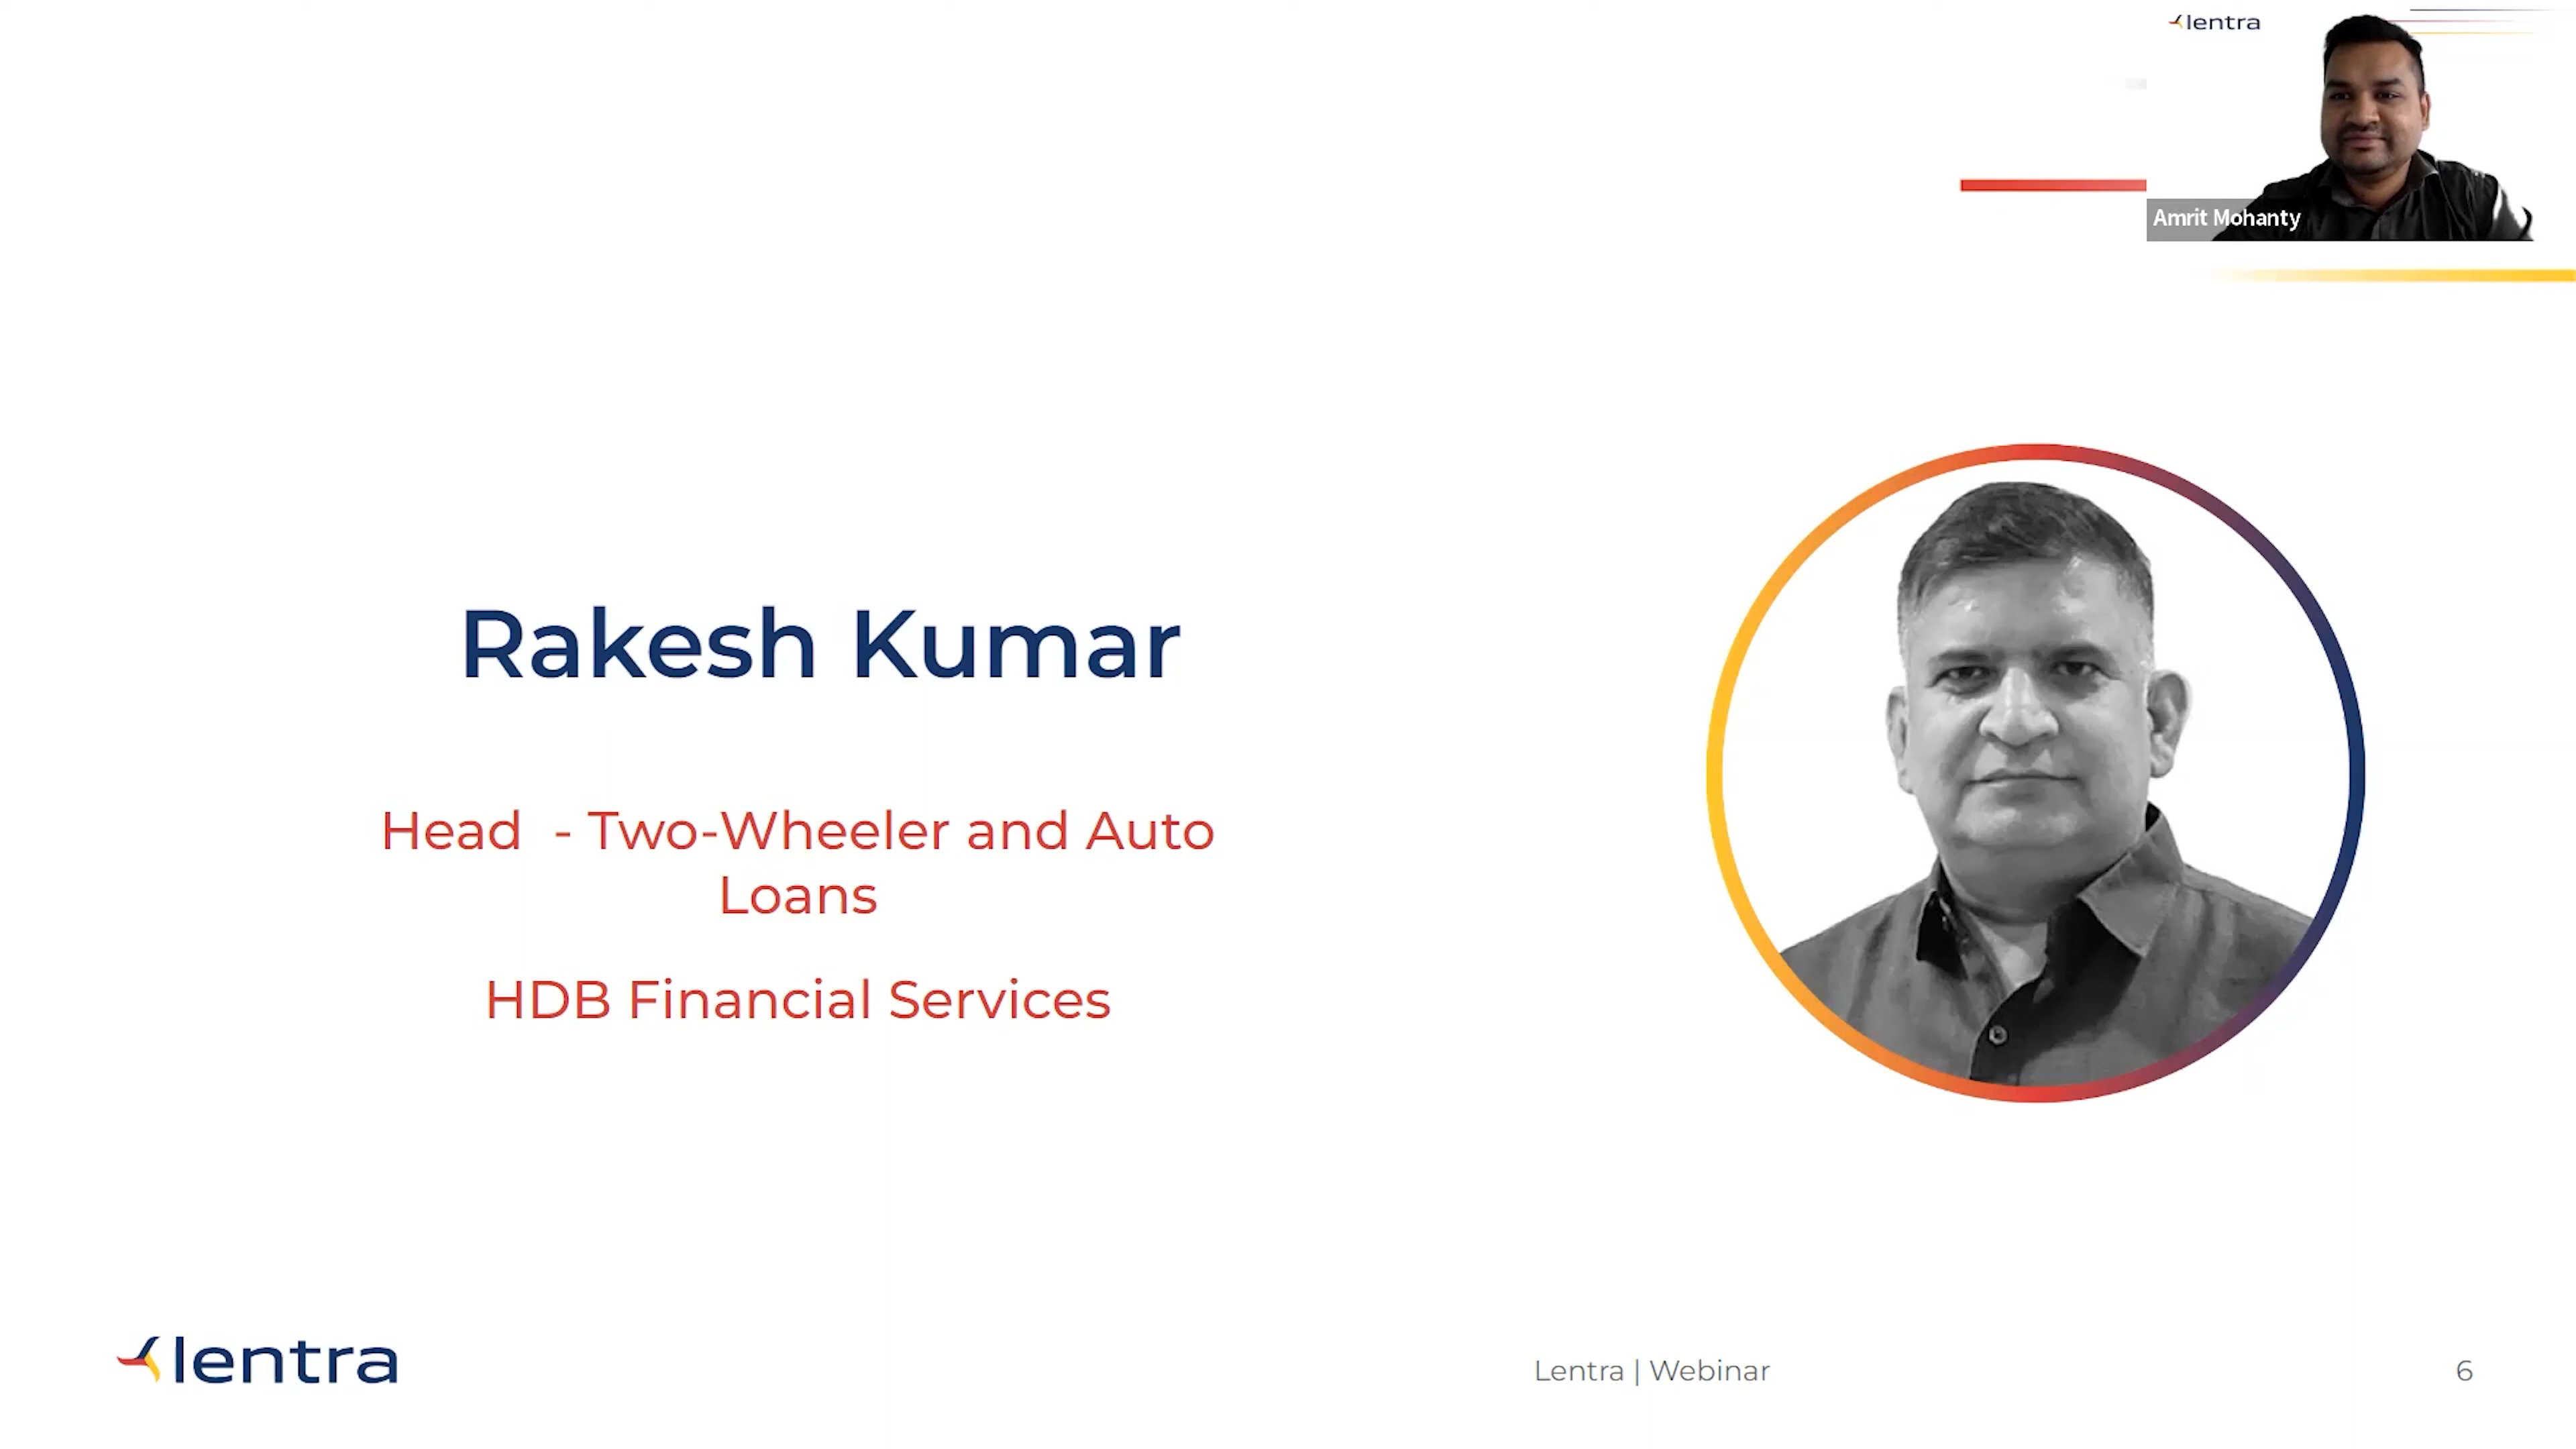 lentra
Amrit Mohanty
Rakesh Kumar
Head - Two-Wheeler and Auto
Loans
HDB Financial Services
lentra
Lentra | Webinar
6